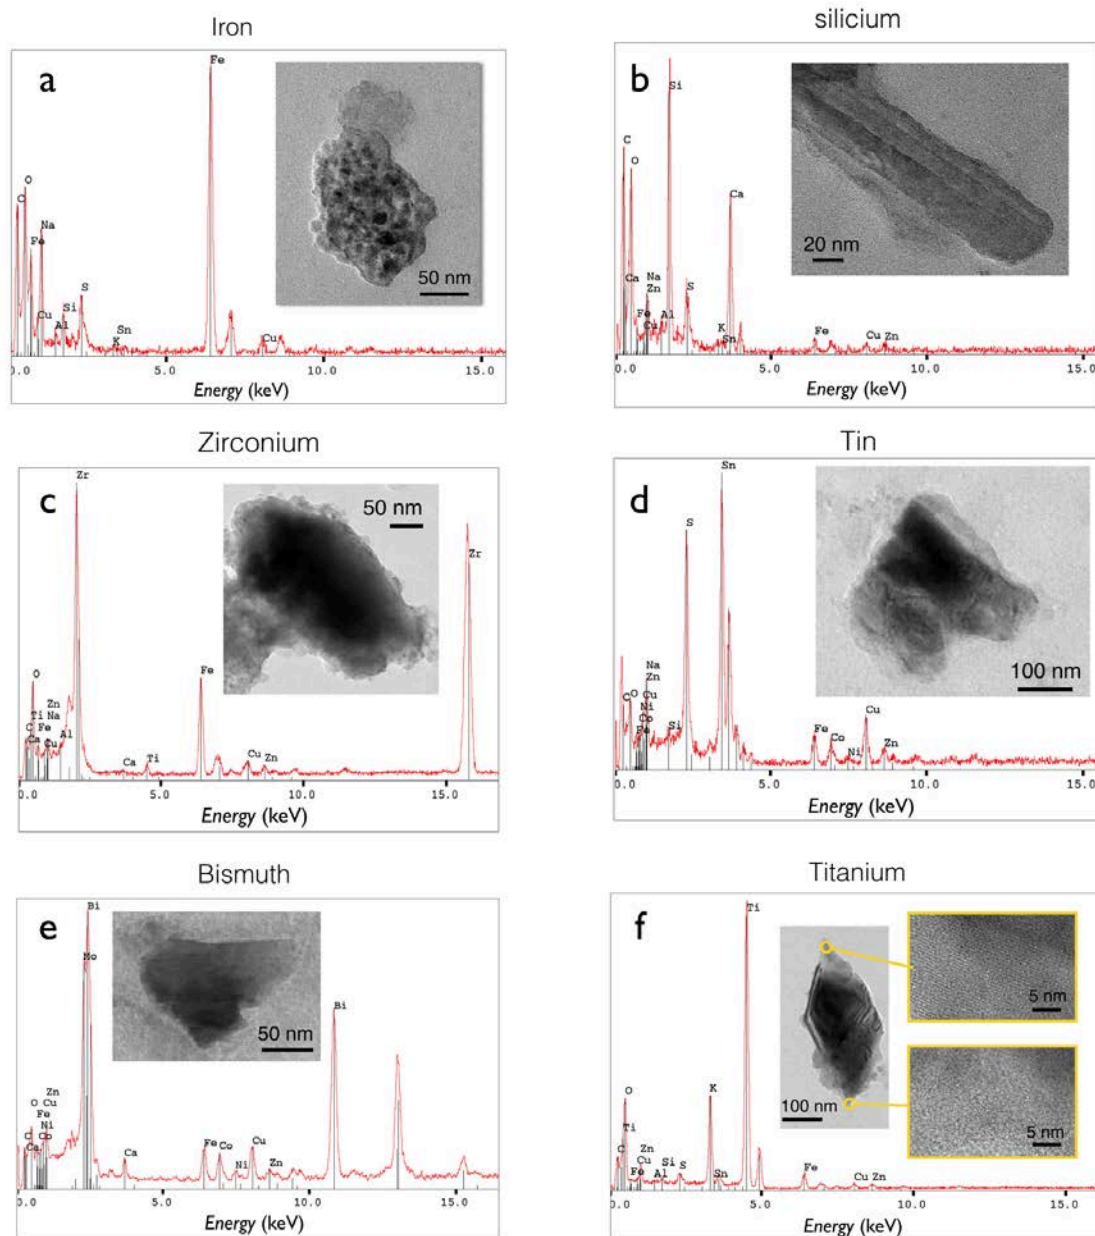 Iron
a
Fe
O
C
Na
Fe
S
Cu
Si
Al
Sn
K
Cu
50 nm
0.0
5.0
10.0
15.0
Energy (keV)
silicium
b
Si
C
O
Ca
Ca
Na
Zn
S
Fe
Al
Cu
K
Sn
Fe
Cu
Zn
20 nm
0.0
5.0
10.0
15.0
Energy (keV)
Zirconium
c
Zr
50 nm
Zr
O
Fe
Zn
Ti
Na
C
Fe
Al
Ca
Cu
Ca
Ti
Cu
Zn
0.0
5.0
10.0
15.0
Energy (keV)
Tin
d
Sn
S
Na
Zn
C
O
Cu
Ni
Co
Fe
Si
Fe
Co
Ni
Cu
Zn
100 nm
0.0
5.0
10.0
15.0
Energy (keV)
Bismuth
e
Bi
Mo
50 nm
Bi
Zn
O
Cu
Fe
Ni
C
Co
Ca
Ca
Fe
Co
Ni
Cu
Zn
0.0
5.0
10.0
15.0
Energy (keV)
Titanium
f
Ti
5 nm
K
O
Ti
100 nm
5 nm
C
Zn
Cu
Fe
Al
Si
S
Sn
Fe
Cu
Zn
0.0
5.0
10.0
15.0
Energy (keV)